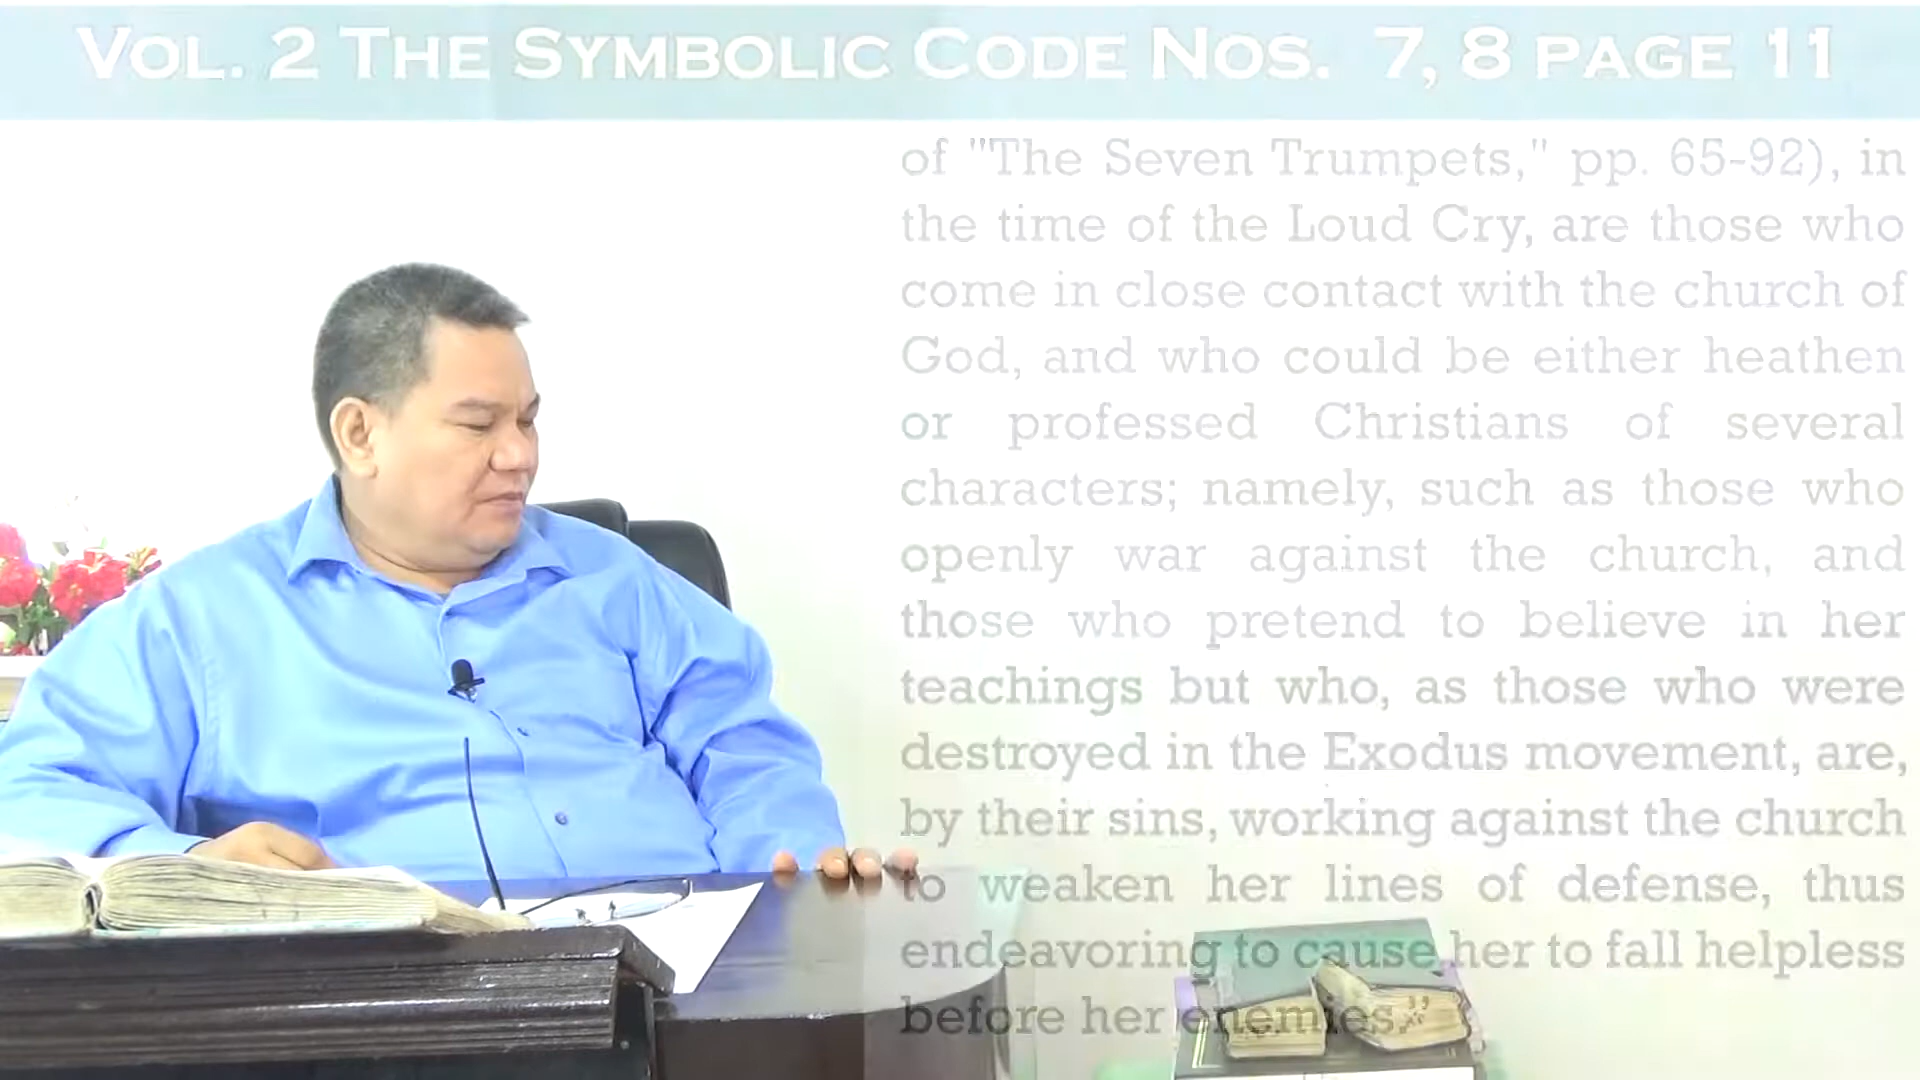 VOL. 2 THE SYMBOLIC CODE NOS. 7, 8 PAGE 11
of "The Seven Trumpets," pp. 65-92), in
the time of the Loud Cry, are those who
come in close contact with the church of
God, and who could be either heathen
or professed Christians of several
characters; namely, such as those who
openly war against the church, and
those who pretend to believe in her
teachings but who, as those who were
destroyed in the Exodus movement, are,
by their sins, working against the church
to weaken her lines of defense, thus
endeavoring to cause her to fall helpless
before her enemies.